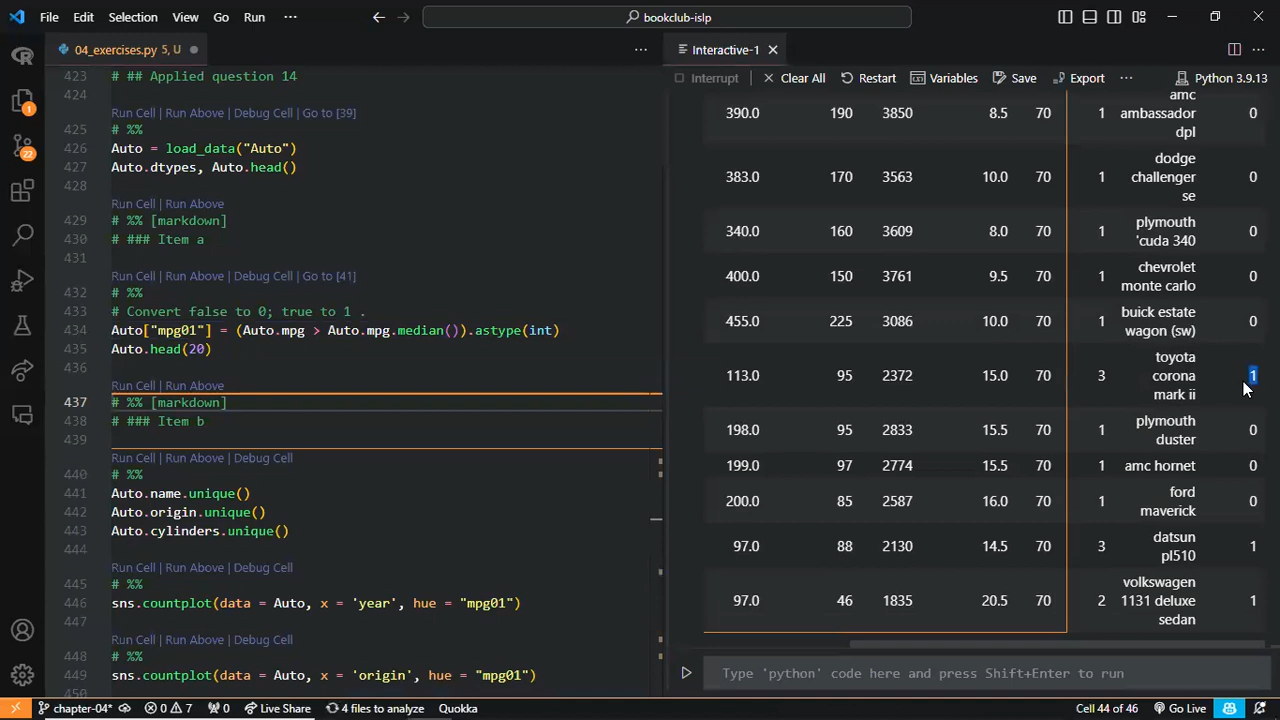 File Edit Selection View Go Run ··· bookclub-islp
04_exercises.py 5, U
Interactive-1
Interrupt Clear All Restart Variables Save Export ··· Python 3.9.13
423 # ## Applied question 14
424
Run Cell | Run Above | Debug Cell | Go to [39]
425 # %%
426 Auto = load_data("Auto")
427 Auto.dtypes, Auto.head()
428
Run Cell | Run Above
429 # %% [markdown]
430 # ### Item a
431
Run Cell | Run Above | Debug Cell | Go to [41]
432 # %%
433 # Convert false to 0; true to 1 .
434 Auto["mpg01"] = (Auto.mpg > Auto.mpg.median()).astype(int)
435 Auto.head(20)
436
Run Cell | Run Above
437 # %% [markdown]
438 # ### Item b
439
Run Cell | Run Above | Debug Cell
440 # %%
441 Auto.name.unique()
442 Auto.origin.unique()
443 Auto.cylinders.unique()
444
Run Cell | Run Above | Debug Cell
445 # %%
446 sns.countplot(data = Auto, x = 'year', hue = "mpg01")
447
Run Cell | Run Above | Debug Cell
448 # %%
449 sns.countplot(data = Auto, x = 'origin', hue = "mpg01")
450
amc
390.0 190 3850 8.5 70 1 ambassador 0
dpl
dodge
383.0 170 3563 10.0 70 1 challenger 0
se
340.0 160 3609 8.0 70 1 plymouth 0
'cuda 340
400.0 150 3761 9.5 70 1 chevrolet 0
monte carlo
455.0 225 3086 10.0 70 1 buick estate 0
wagon (sw)
toyota
113.0 95 2372 15.0 70 3 corona 1
mark ii
198.0 95 2833 15.5 70 1 plymouth 0
duster
199.0 97 2774 15.5 70 1 amc hornet 0
200.0 85 2587 16.0 70 1 ford 0
maverick
97.0 88 2130 14.5 70 3 datsun 1
pl510
volkswagen
97.0 46 1835 20.5 70 2 1131 deluxe 1
sedan
Type 'python' code here and press Shift+Enter to run
1
22
chapter-04* 0 7 0 Live Share 4 files to analyze Quokka Cell 44 of 46 Go Live